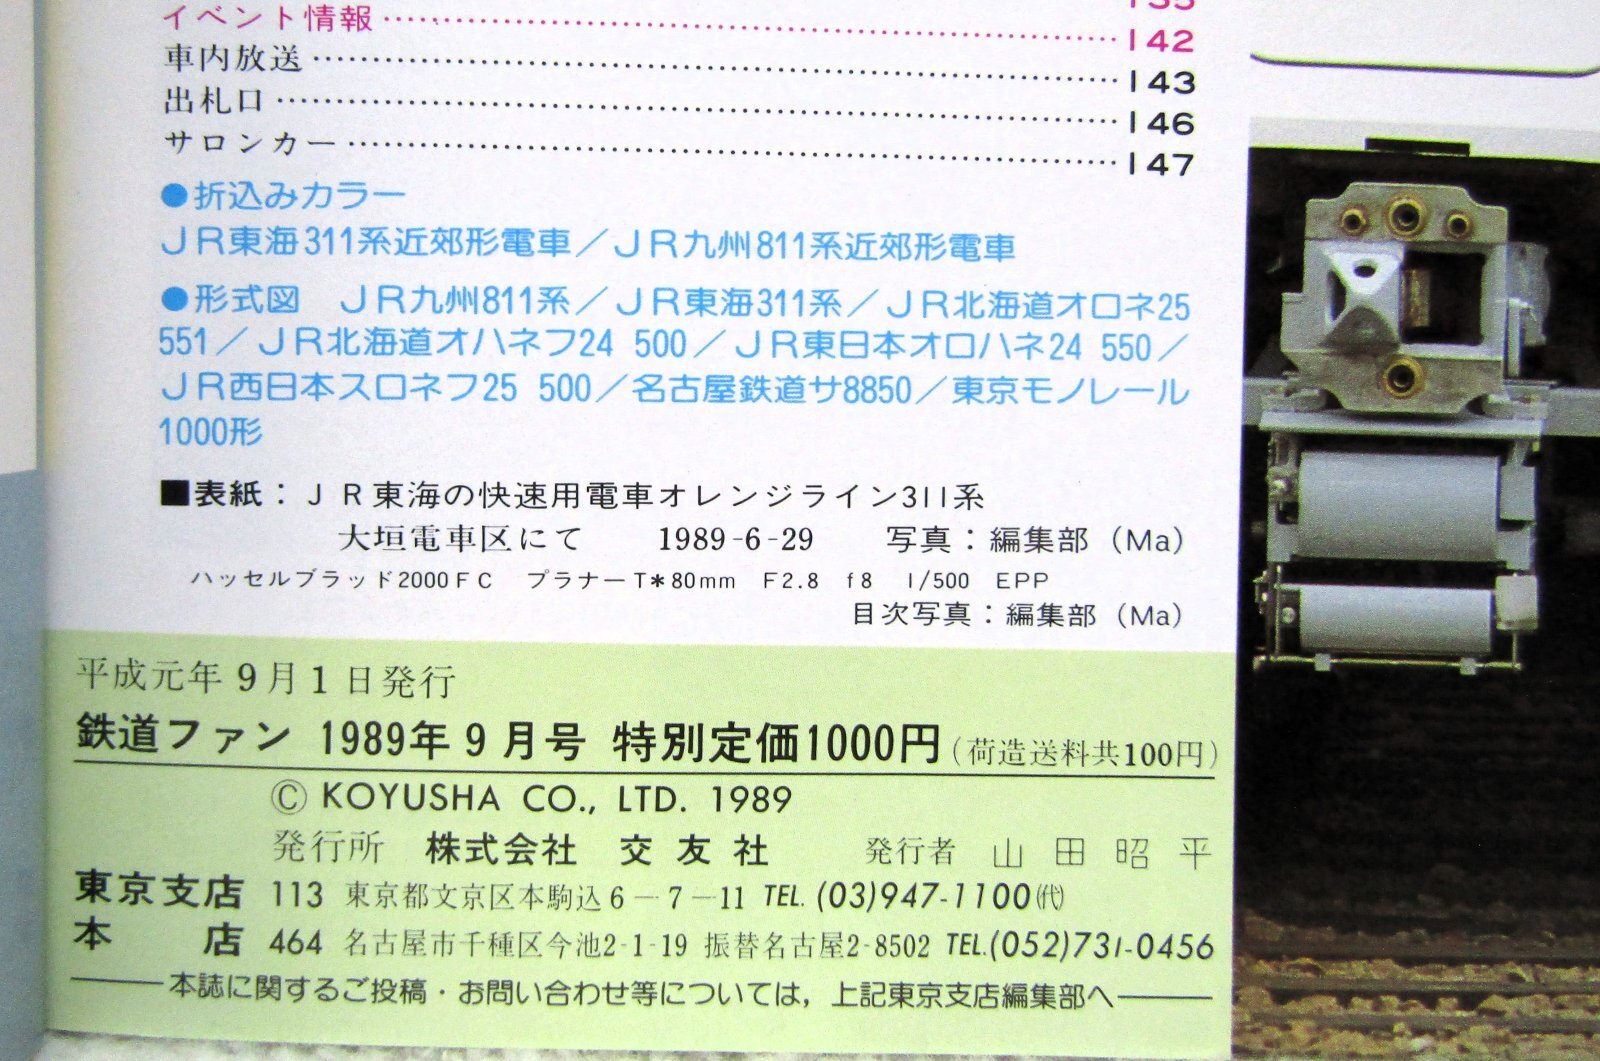 イベント情報……142
車内放送……143
出札口……146
サロンカー……147
●折込みカラー
JR東海311系近郊形電車／JR九州811系近郊形電車
●形式図　JR九州811系／JR東海311系／JR北海道オロネ25
551／JR北海道オハネフ24 500／JR東日本オロハネ24 550／
JR西日本スロネフ25 500／名古屋鉄道サ8850／東京モノレール
1000形
■表紙：JR東海の快速用電車オレンジライン311系
大垣電車区にて　1989-6-29　写真：編集部（Ma）
ハッセルブラッド2000FC　プラナーT*80mm　F2.8　f8　1/500　EPP
目次写真：編集部（Ma）
平成元年9月1日発行
鉄道ファン 1989年9月号 特別定価1000円（荷造送料共100円）
© KOYUSHA CO., LTD. 1989
発行所　株式会社　交友社　発行者　山田昭平
東京支店 113 東京都文京区本駒込6－7－11 TEL. (03)947-1100㈹
本店 464 名古屋市千種区今池2-1-19 振替名古屋2-8502 TEL.(052)731-0456
――本誌に関するご投稿・お問い合わせ等については，上記東京支店編集部へ――